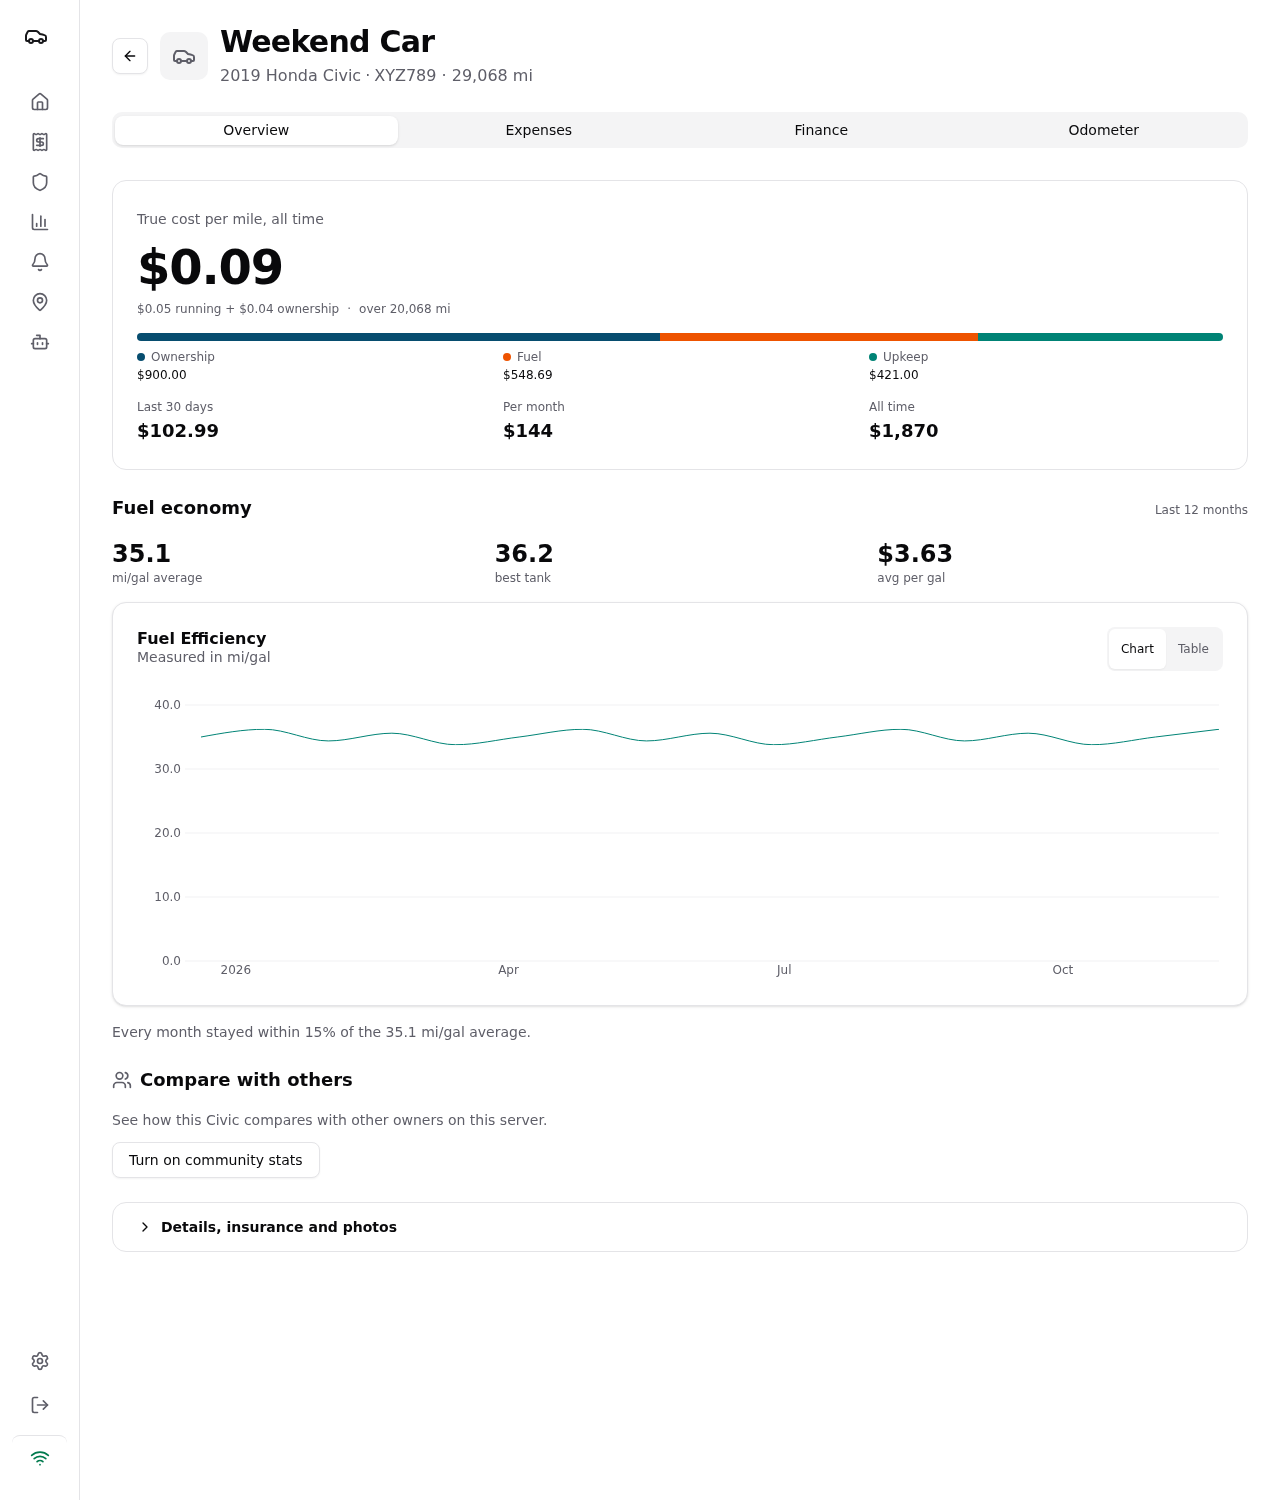 Weekend Car
2019 Honda Civic · XYZ789 · 29,068 mi
Overview
Expenses
Finance
Odometer
True cost per mile, all time
$0.09
$0.05 running + $0.04 ownership · over 20,068 mi
Ownership
$900.00
Fuel
$548.69
Upkeep
$421.00
Last 30 days
$102.99
Per month
$144
All time
$1,870
Fuel economy
Last 12 months
35.1
mi/gal average
36.2
best tank
$3.63
avg per gal
Fuel Efficiency
Measured in mi/gal
Chart
Table
40.0
30.0
20.0
10.0
0.0
2026
Apr
Jul
Oct
Every month stayed within 15% of the 35.1 mi/gal average.
Compare with others
See how this Civic compares with other owners on this server.
Turn on community stats
Details, insurance and photos